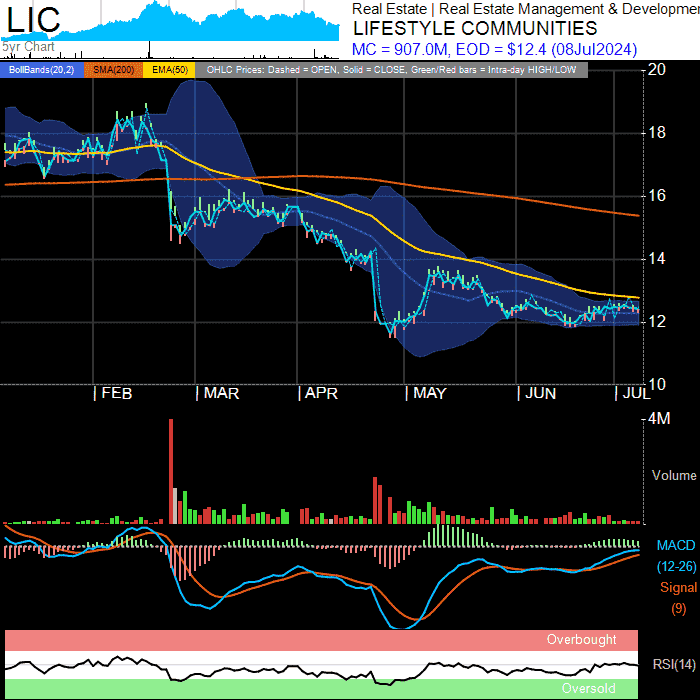 LIC
Real Estate | Real Estate Management & Developmen
LIFESTYLE COMMUNITIES
5yr Chart
MC = 907.0M, EOD = $12.4 (08Jul2024)
BollBands(20,2) SMA(200) EMA(50) OHLC Prices: Dashed = OPEN, Solid = CLOSE, Green/Red bars = Intra-day HIGH/LOW
20
18
16
14
12
10
| FEB | MAR | APR | MAY | JUN | JUL
4M
Volume
MACD
(12-26)
Signal
(9)
Overbought
RSI(14)
Oversold